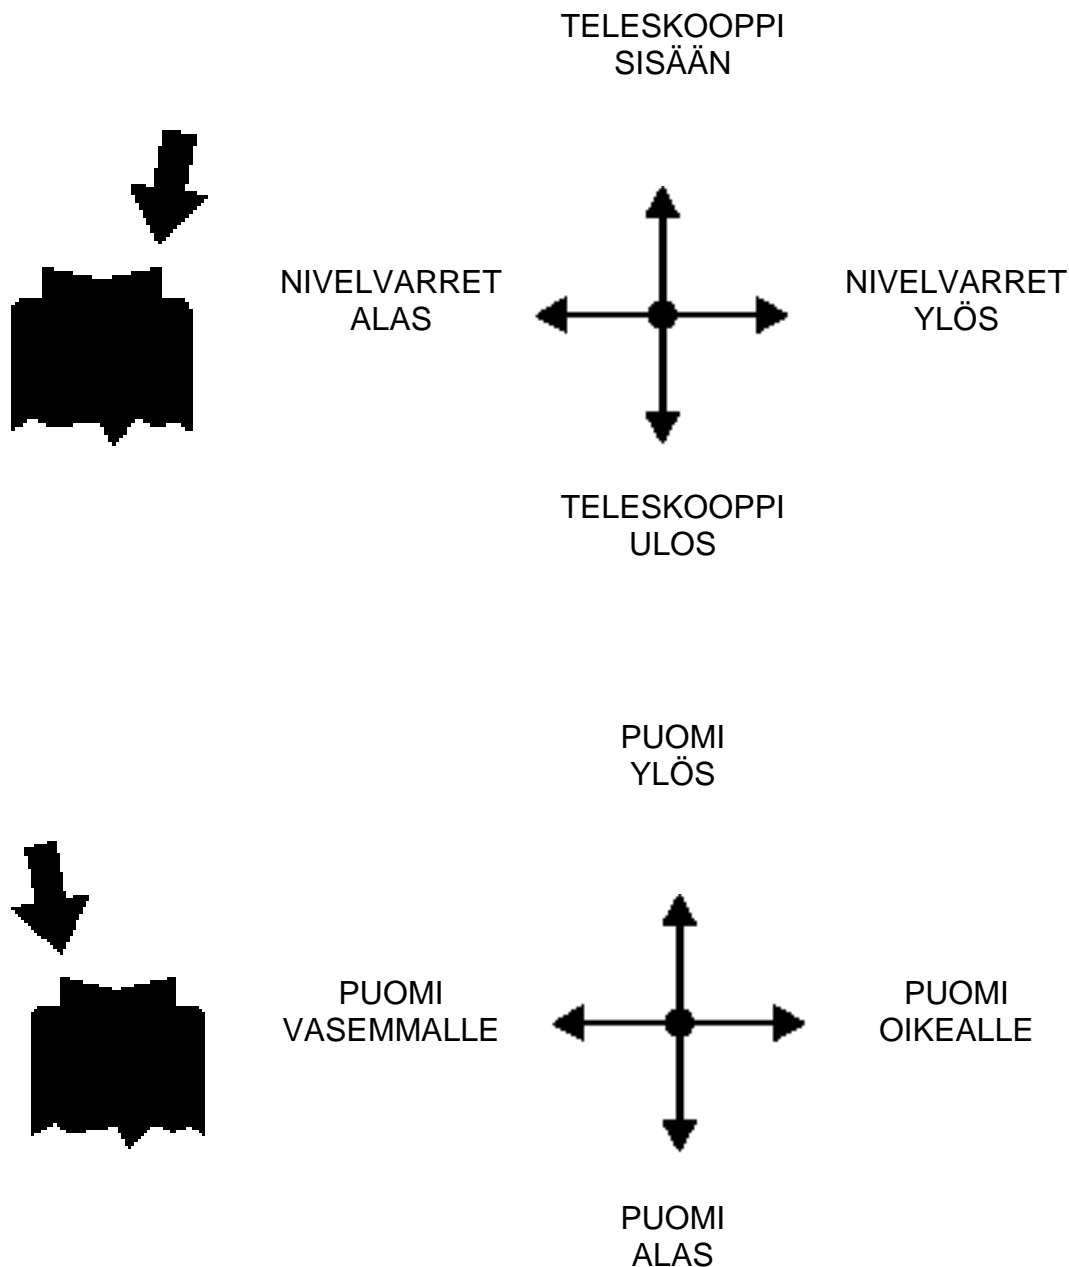 TELESKOOPPI
SISÄÄN
NIVELVARRET
ALAS
NIVELVARRET
YLÖS
TELESKOOPPI
ULOS
PUOMI
YLÖS
PUOMI
VASEMMALLE
PUOMI
OIKEALLE
PUOMI
ALAS